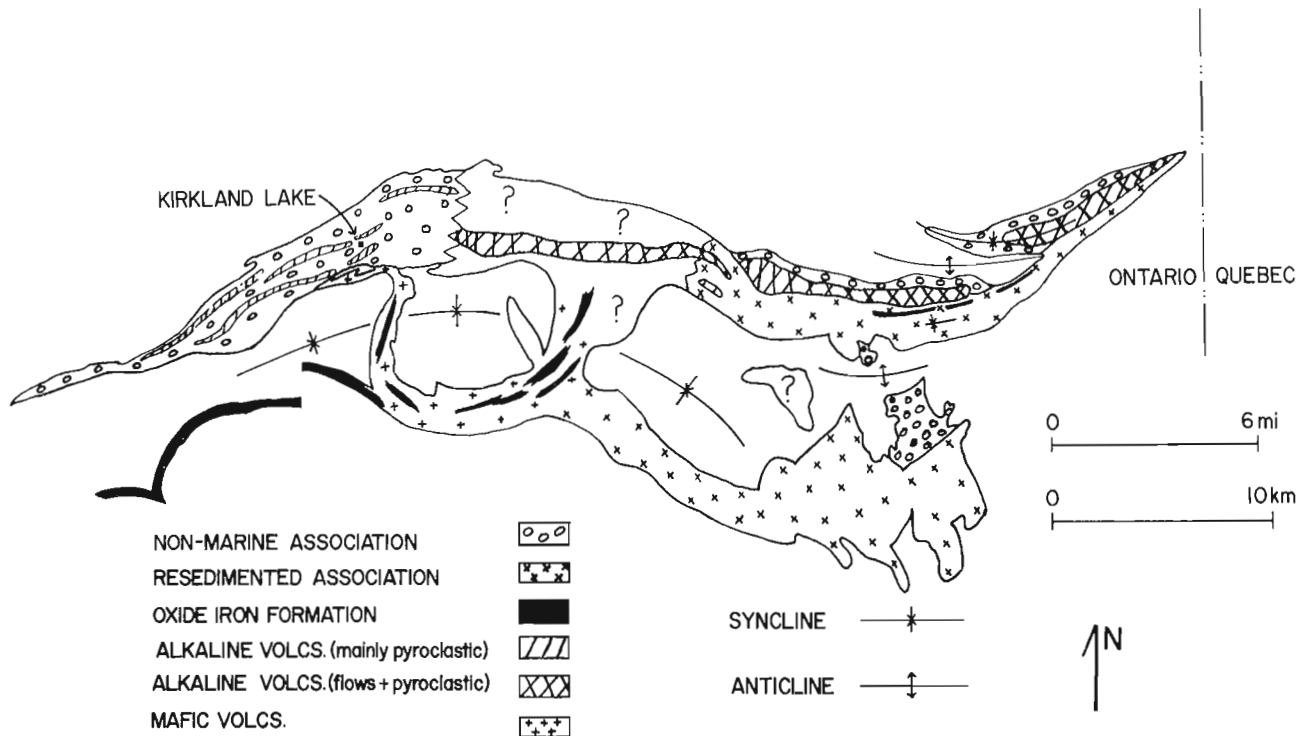 KIRKLAND LAKE
?
?
ONTARIO QUEBEC
?
?
0 6 mi
0 10 km
NON-MARINE ASSOCIATION
RESEDIMENTED ASSOCIATION
OXIDE IRON FORMATION
ALKALINE VOLCS. (mainly pyroclastic)
ALKALINE VOLCS. (flows + pyroclastic)
MAFIC VOLCS.
SYNCLINE
ANTICLINE
N